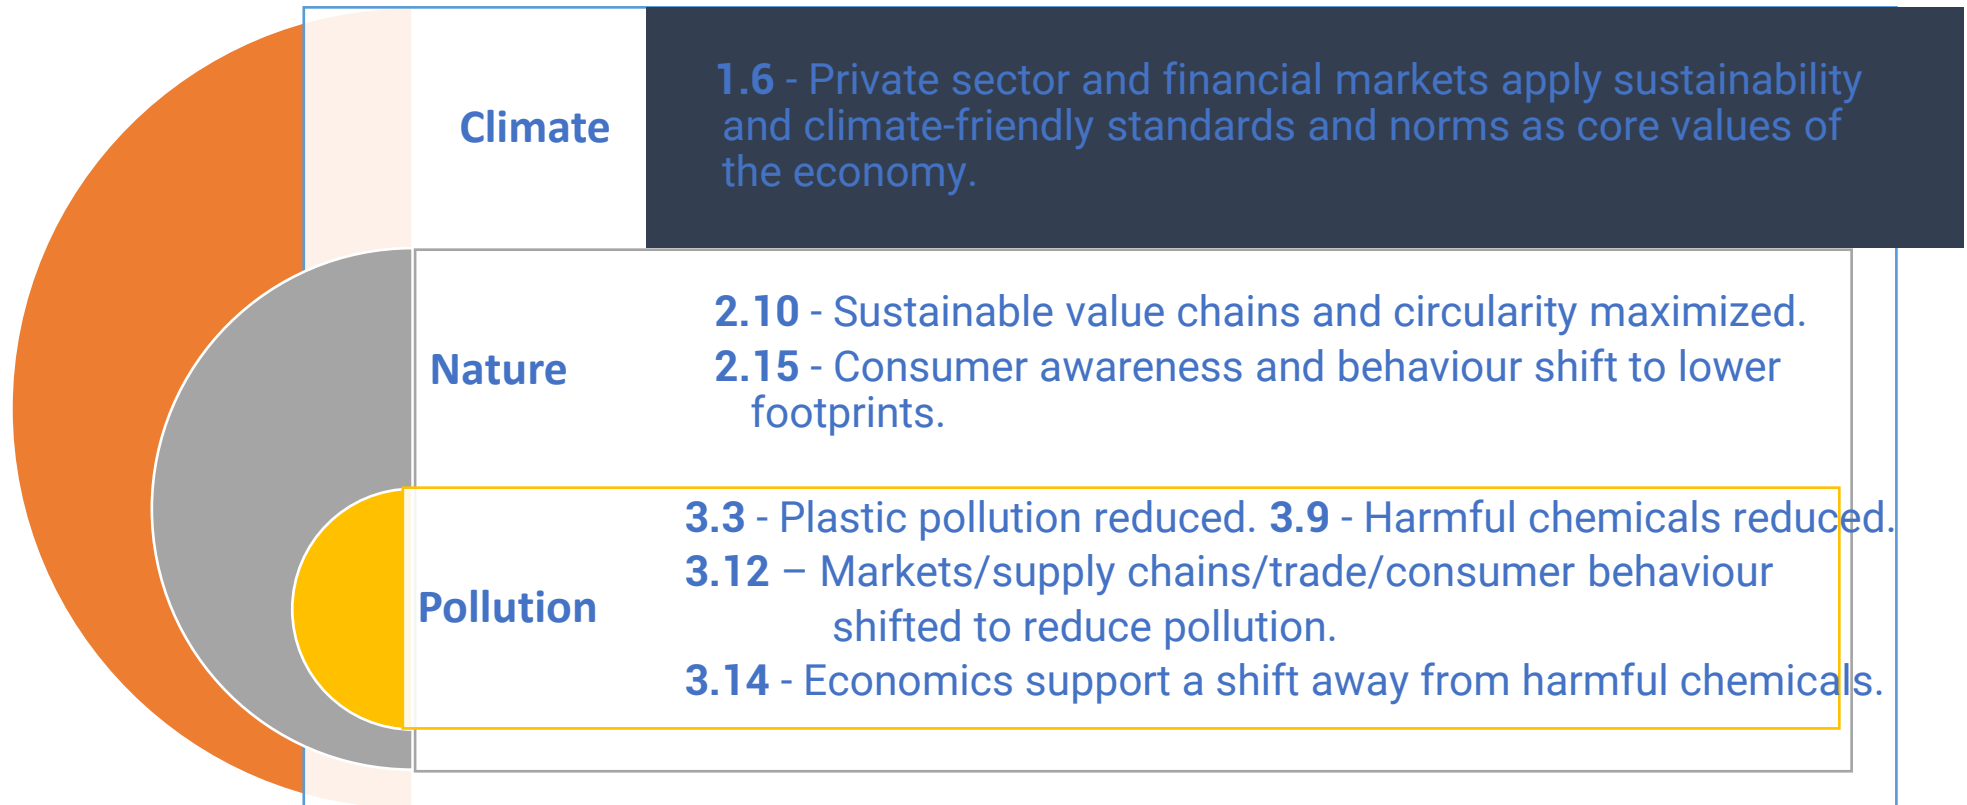 Climate
1.6 - Private sector and financial markets apply sustainability
and climate-friendly standards and norms as core values of
the economy.
Nature
2.10 - Sustainable value chains and circularity maximized.
2.15 - Consumer awareness and behaviour shift to lower
footprints.
Pollution
3.3 - Plastic pollution reduced. 3.9 - Harmful chemicals reduced.
3.12 – Markets/supply chains/trade/consumer behaviour
shifted to reduce pollution.
3.14 - Economics support a shift away from harmful chemicals.